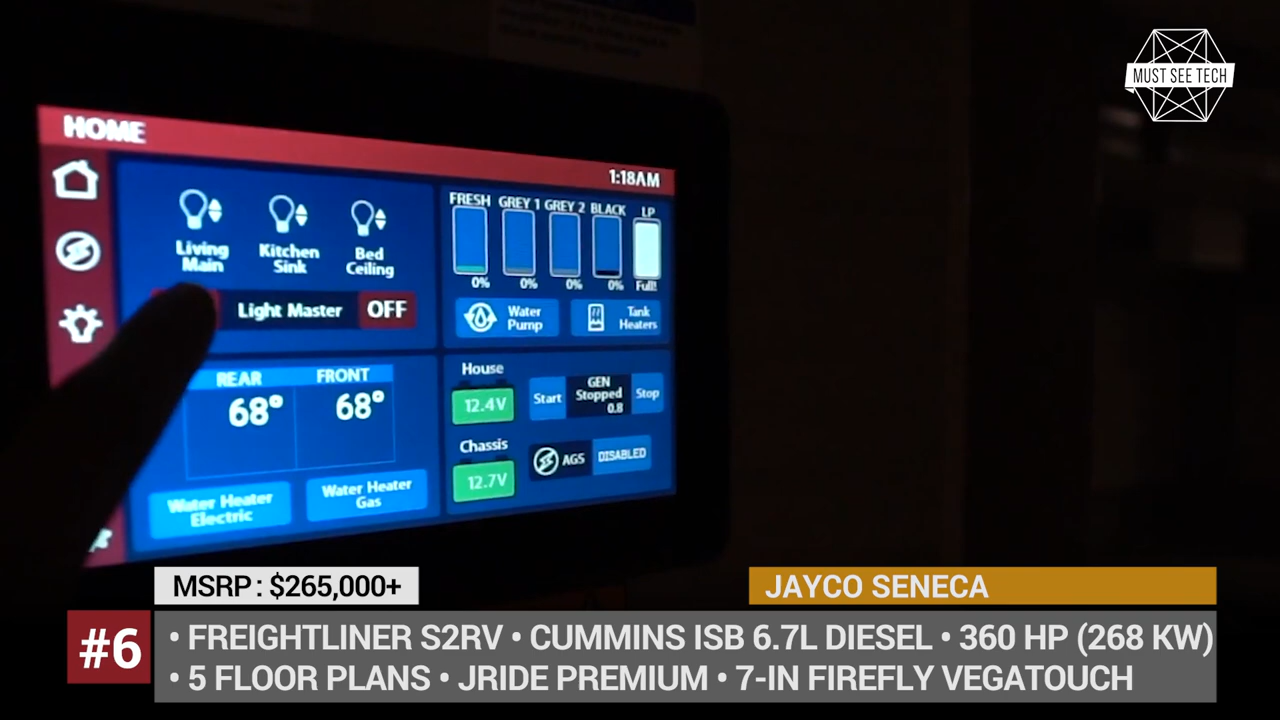 MUST SEE TECH
HOME
1:18AM
Living
Main
Kitchen
Sink
Bed
Ceiling
Light Master
OFF
FRESH GREY 1 GREY 2 BLACK LP
0% 0% 0% 0% Full!
Water
Pump
Tank
Heaters
REAR FRONT
68° 68°
Water Heater
Electric
Water Heater
Gas
House
12.4V
Start
GEN
Stopped
0.8
Stop
Chassis
12.7V
AGS
DISABLED
MSRP: $265,000+
JAYCO SENECA
#6
• FREIGHTLINER S2RV • CUMMINS ISB 6.7L DIESEL • 360 HP (268 KW)
• 5 FLOOR PLANS • JRIDE PREMIUM • 7-IN FIREFLY VEGATOUCH